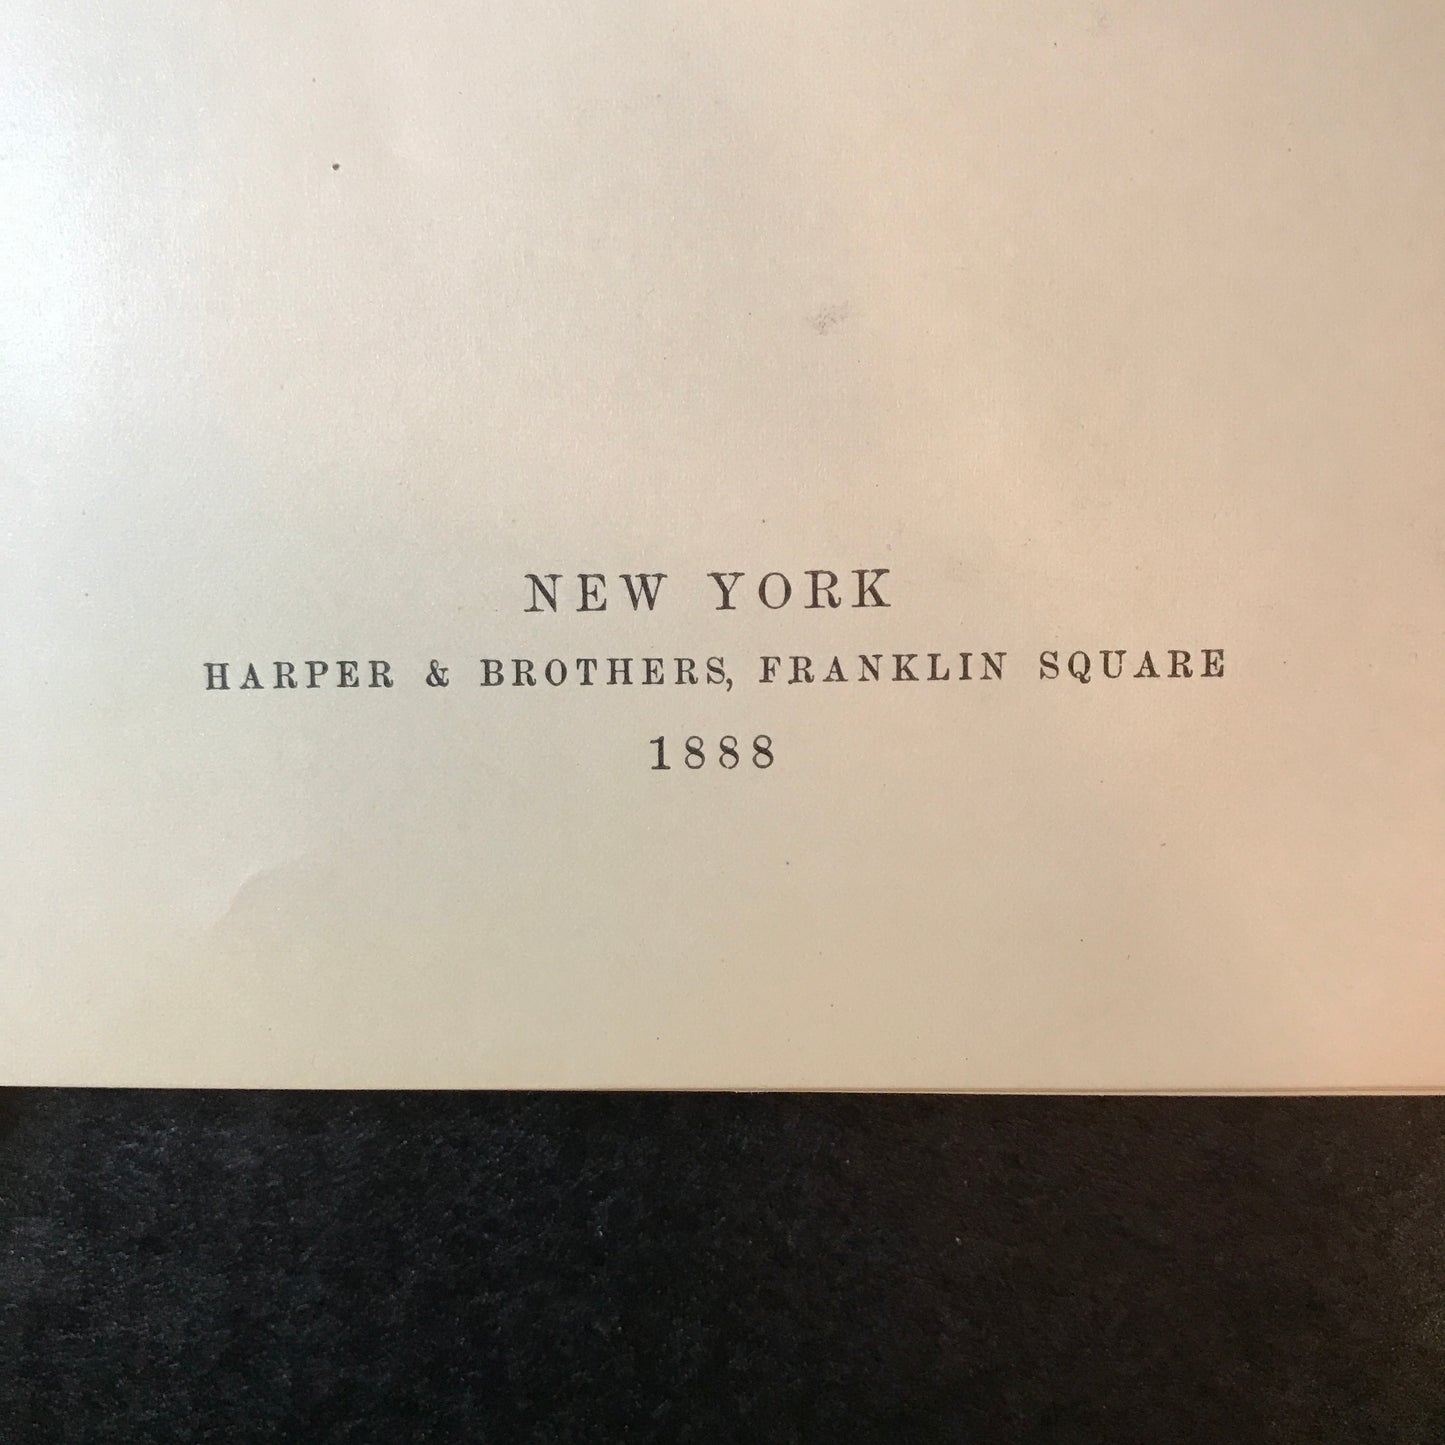 NEW YORK
HARPER & BROTHERS, FRANKLIN SQUARE
1888